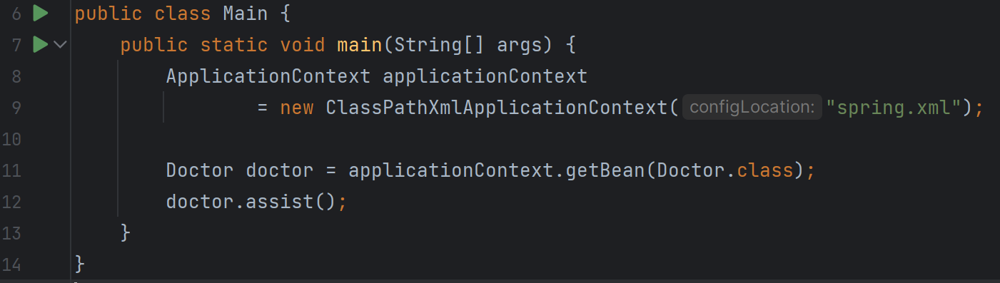 6 public class Main {
7 public static void main(String[] args) {
8 ApplicationContext applicationContext
9 = new ClassPathXmlApplicationContext( configLocation: "spring.xml");
10
11 Doctor doctor = applicationContext.getBean(Doctor.class);
12 doctor.assist();
13 }
14 }